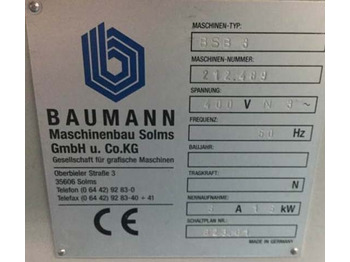 BAUMANN
Maschinenbau Solms
GmbH u. Co.KG
Gesellschaft für grafische Maschinen
Oberbieler Straße 3
35606 Solms
Telefon (0 64 42) 92 83-0
Telefax (0 64 42) 92 83-40 + 41
CE
MASCHINEN-TYP:
BSB 3
MASCHINEN-NUMMER:
SPANNUNG:
400 V N 3~
FREQUENZ:
Hz
BAUJAHR:
TRAGKRAFT:
N
NENNAUFNAHME:
kW
SCHALTPLAN NR.:
MADE IN GERMANY